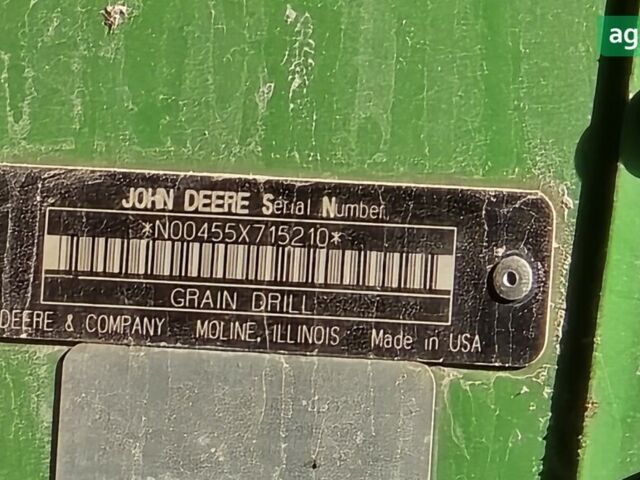 ag
JOHN DEERE Serial Number
*N00455X715210*
GRAIN DRILL
DEERE & COMPANY MOLINE, ILLINOIS Made in USA